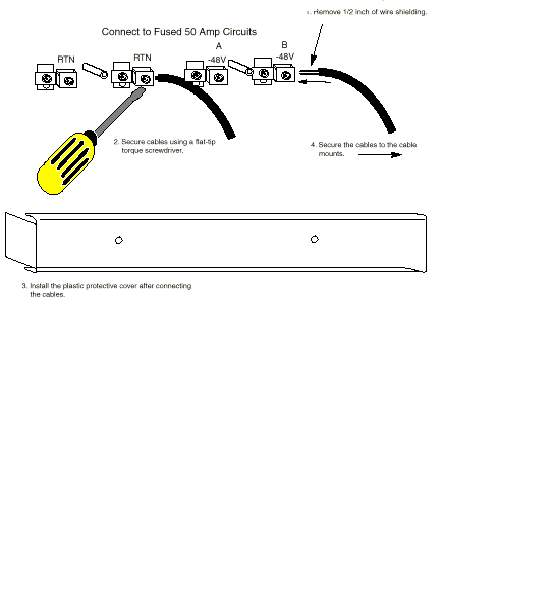 1. Remove 1/2 inch of wire shielding.
Connect to Fused 50 Amp Circuits
A
B
RTN
RTN
-48V
-48V
2. Secure cables using a flat-tip
torque screwdriver.
4. Secure the cables to the cable
mounts.
3. Install the plastic protective cover after connecting
the cables.